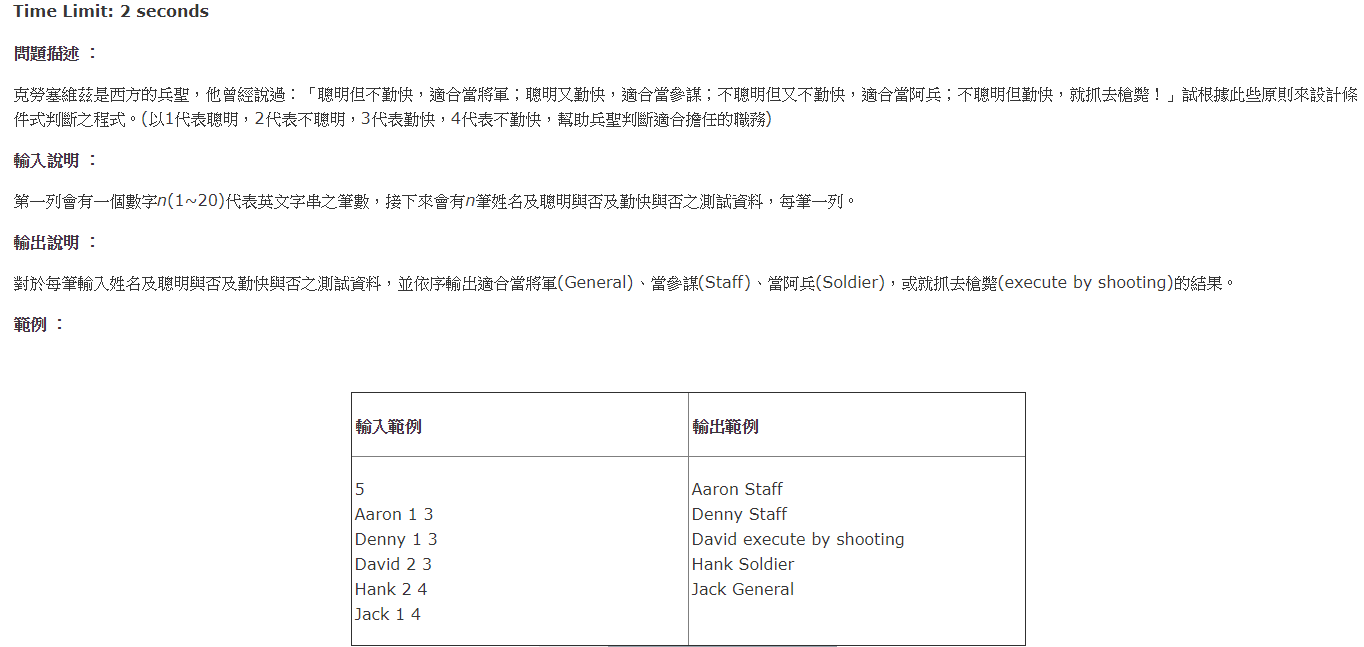 Time Limit: 2 seconds
問題描述 ：
克勞塞維茲是西方的兵聖，他曾經說過：「聰明但不勤快，適合當將軍；聰明又勤快，適合當參謀；不聰明但又不勤快，適合當阿兵；不聰明但勤快，就抓去槍斃！」試根據此些原則來設計條
件式判斷之程式。(以1代表聰明，2代表不聰明，3代表勤快，4代表不勤快，幫助兵聖判斷適合擔任的職務)
輸入說明 ：
第一列會有一個數字n(1~20)代表英文字串之筆數，接下來會有n筆姓名及聰明與否及勤快與否之測試資料，每筆一列。
輸出說明 ：
對於每筆輸入姓名及聰明與否及勤快與否之測試資料，並依序輸出適合當將軍(General)、當參謀(Staff)、當阿兵(Soldier)，或就抓去槍斃(execute by shooting)的結果。
範例 ：
輸入範例
輸出範例
5
Aaron 1 3
Denny 1 3
David 2 3
Hank 2 4
Jack 1 4
Aaron Staff
Denny Staff
David execute by shooting
Hank Soldier
Jack General